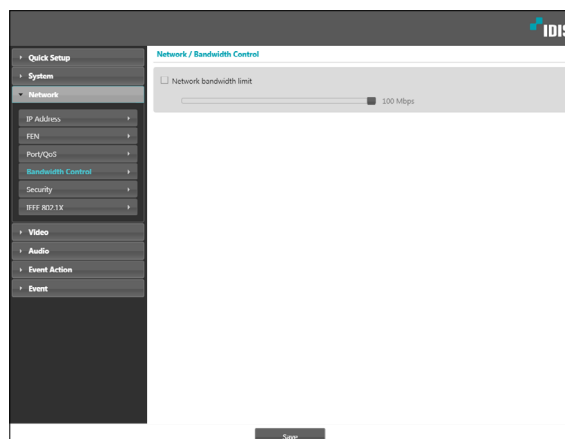 IDIS
Quick Setup
System
Network
IP Address
FEN
Port/QoS
Bandwidth Control
Security
IEEE 802.1X
Video
Audio
Event Action
Event
Network / Bandwidth Control
Network bandwidth limit
100 Mbps
Save